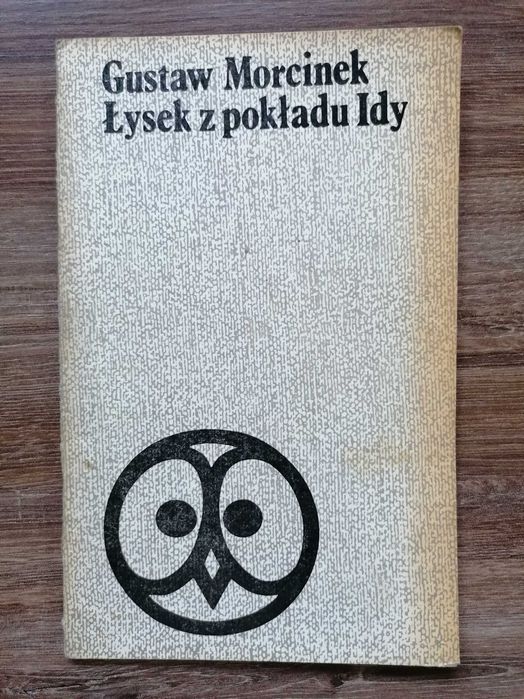 Gustaw Morcinek
Łysek z pokładu Idy